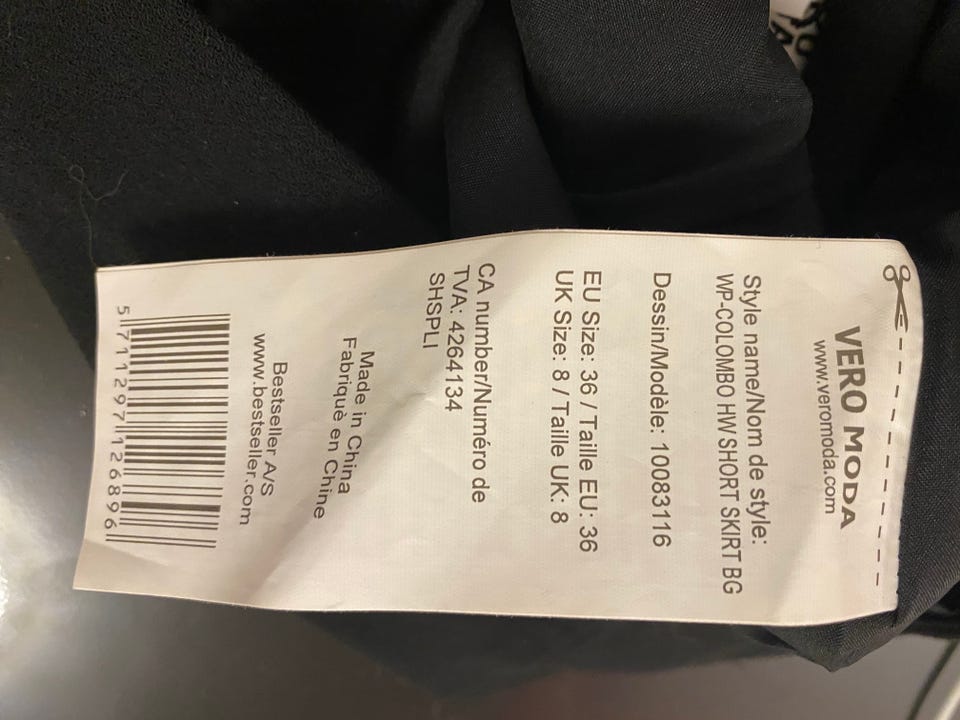 VERO MODA
www.veromoda.com
Style name/Nom de style:
WP-COLOMBO HW SHORT SKIRT BG
Dessin/Modèle: 10083116
EU Size: 36 / Taille EU: 36
UK Size: 8 / Taille UK: 8
CA number/Numéro de
TVA: 4264134
SHSPLI
Made in China
Fabriquè en Chine
Bestseller A/S
www.bestseller.com
5711297126896